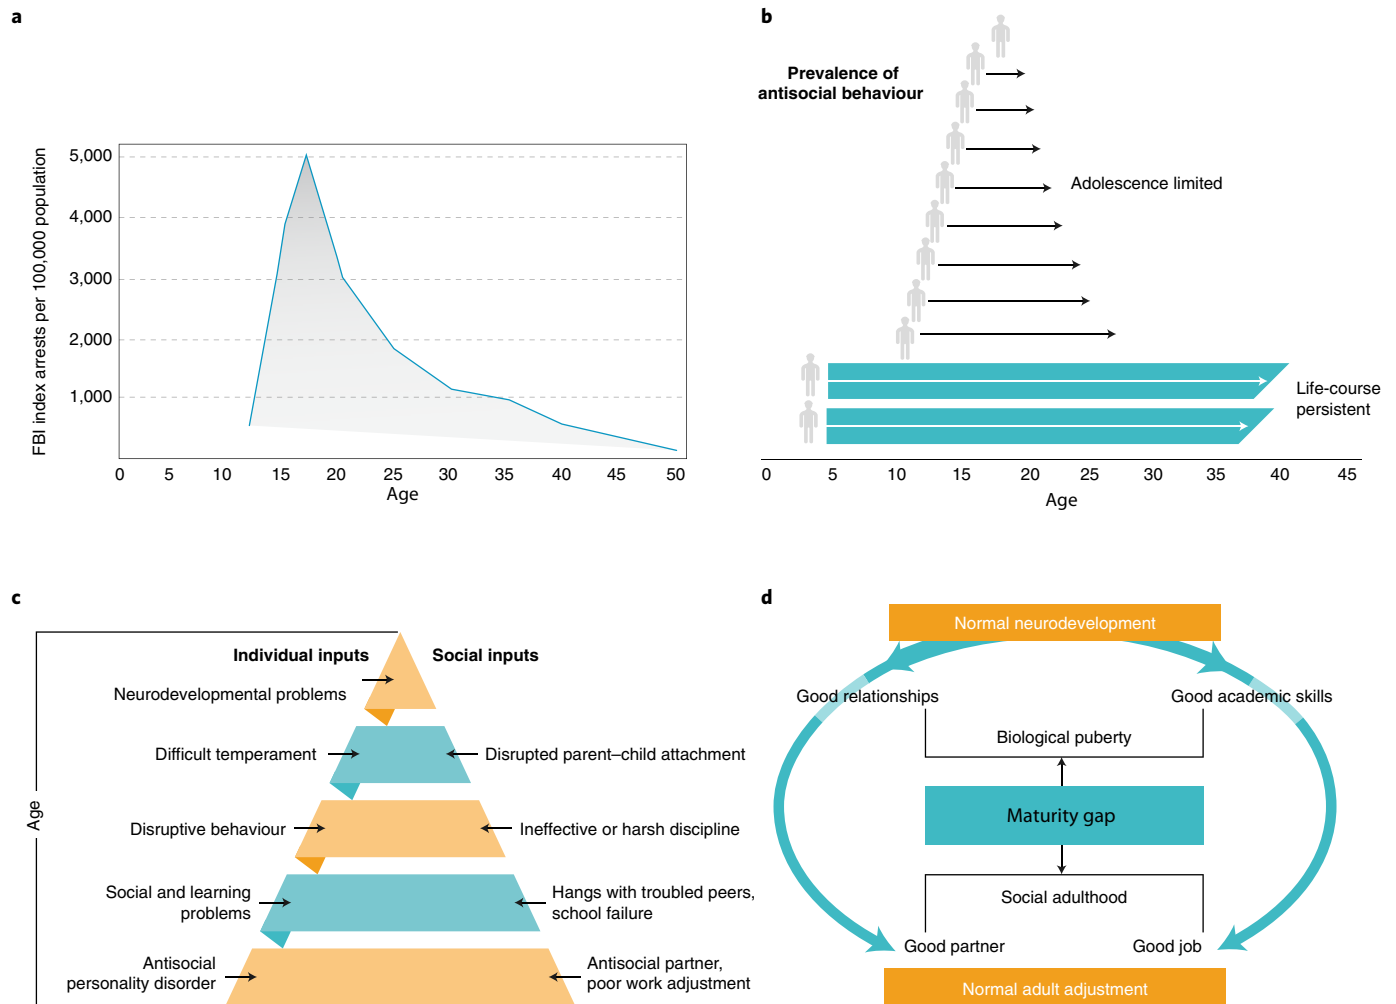 a
FBI index arrests per 100,000 population
5,000
4,000
3,000
2,000
1,000
0 5 10 15 20 25 30 35 40 45 50
Age
b
Prevalence of
antisocial behaviour
Adolescence limited
Life-course
persistent
0 5 10 15 20 25 30 35 40 45
Age
c
Age
Individual inputs
Social inputs
Neurodevelopmental problems
Difficult temperament
Disrupted parent–child attachment
Disruptive behaviour
Ineffective or harsh discipline
Social and learning
problems
Hangs with troubled peers,
school failure
Antisocial
personality disorder
Antisocial partner,
poor work adjustment
d
Normal neurodevelopment
Good relationships
Good academic skills
Biological puberty
Maturity gap
Social adulthood
Good partner
Good job
Normal adult adjustment